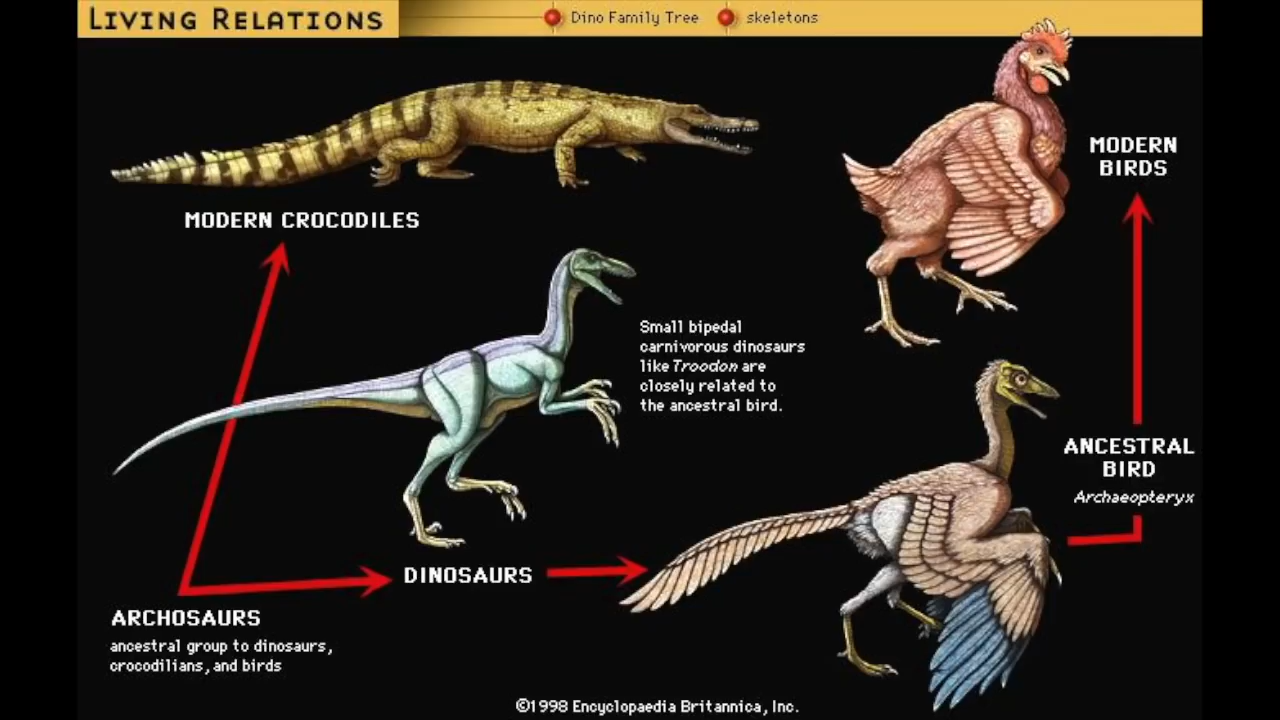 LIVING RELATIONS
Dino Family Tree
skeletons
MODERN
BIRDS
MODERN CROCODILES
Small bipedal
carnivorous dinosaurs
like Troodon are
closely related to
the ancestral bird.
ANCESTRAL
BIRD
Archaeopteryx
DINOSAURS
ARCHOSAURS
ancestral group to dinosaurs,
crocodilians, and birds
©1998 Encyclopaedia Britannica, Inc.